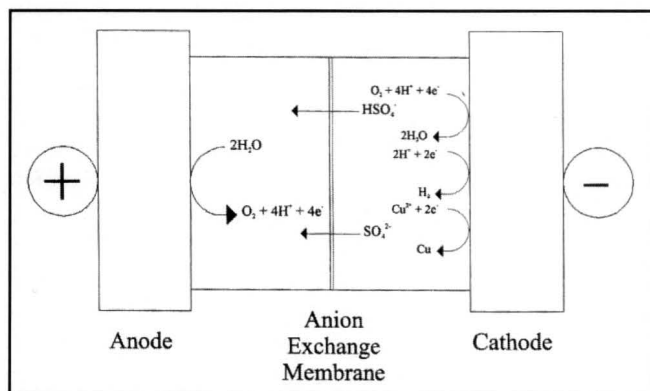 O₂ + 4H⁺ + 4e⁻
HSO₄⁻
2H₂O
2H₂O
2H⁺ + 2e⁻
H₂
O₂ + 4H⁺ + 4e⁻
Cu²⁺ + 2e⁻
SO₄²⁻
Cu
+
−
Anode
Anion
Exchange
Membrane
Cathode